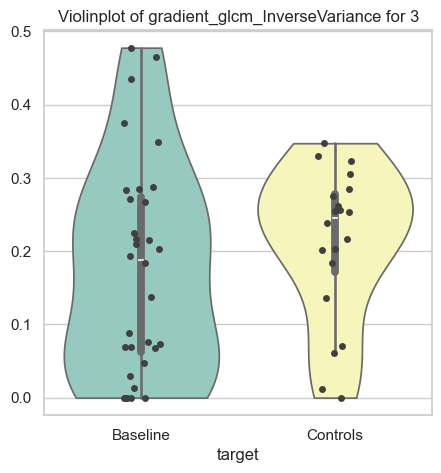 Violinplot of gradient_glcm_InverseVariance for 3
0.5
0.4
0.3
0.2
0.1
0.0
Baseline Controls
target